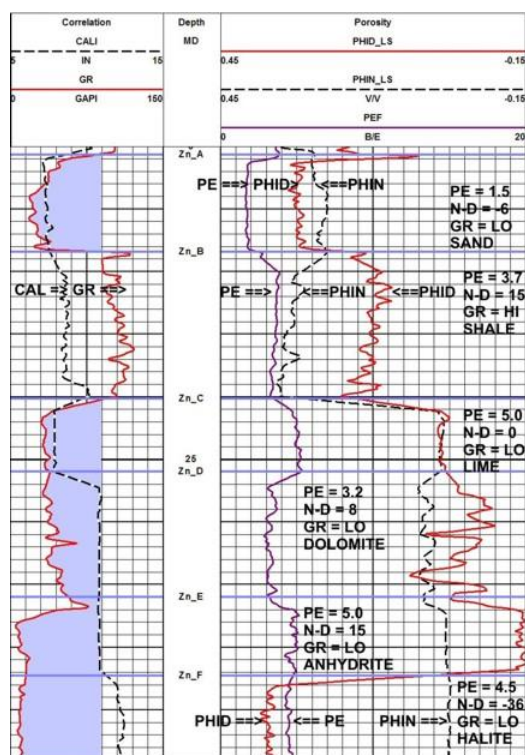 Correlation Depth Porosity
CALI MD PHID_LS
5 IN 15 0.45 -0.15
GR PHIN_LS
0 GAPI 150 0.45 V/V -0.15
PEF
0 B/E 20
Zn_A
PE ==> PHID ==> <==PHIN
PE = 1.5
N-D = -6
GR = LO
SAND
Zn_B
CAL => GR ==>
PE ==> <==PHIN <==PHID
PE = 3.7
N-D = 15
GR = HI
SHALE
Zn_C
PE = 5.0
N-D = 0
GR = LO
LIME
25
Zn_D
PE = 3.2
N-D = 8
GR = LO
DOLOMITE
Zn_E
PE = 5.0
N-D = 15
GR = LO
ANHYDRITE
Zn_F
PE = 4.5
N-D = -36
GR = LO
HALITE
PHID==> <== PE PHIN ==>